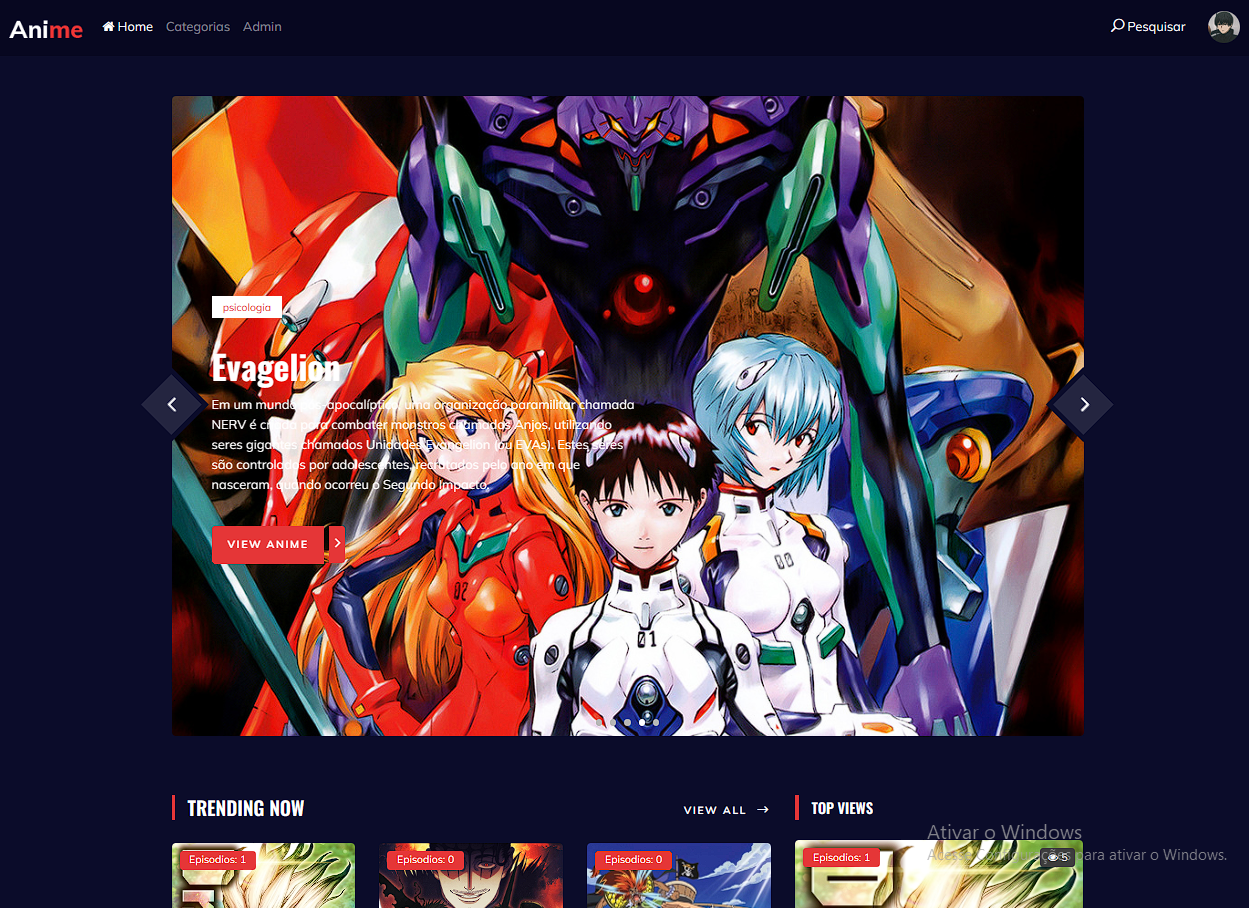 Anime
Home Categorias Admin
Pesquisar
psicologia
Evagelion
Em um mundo pós-apocalíptico, uma organização paramilitar chamada
NERV é criada para combater monstros chamados Anjos, utilizando
seres gigantes chamados Unidades Evangelion (ou EVAs). Estes seres
são controlados por adolescentes, recrutados pelo ano em que
nasceram, quando ocorreu o Segundo Impacto.
VIEW ANIME
02
00
01
TRENDING NOW
VIEW ALL
TOP VIEWS
Episodios: 1
Episodios: 0
Episodios: 0
Episodios: 1
5
Ativar o Windows
para ativar o Windows.